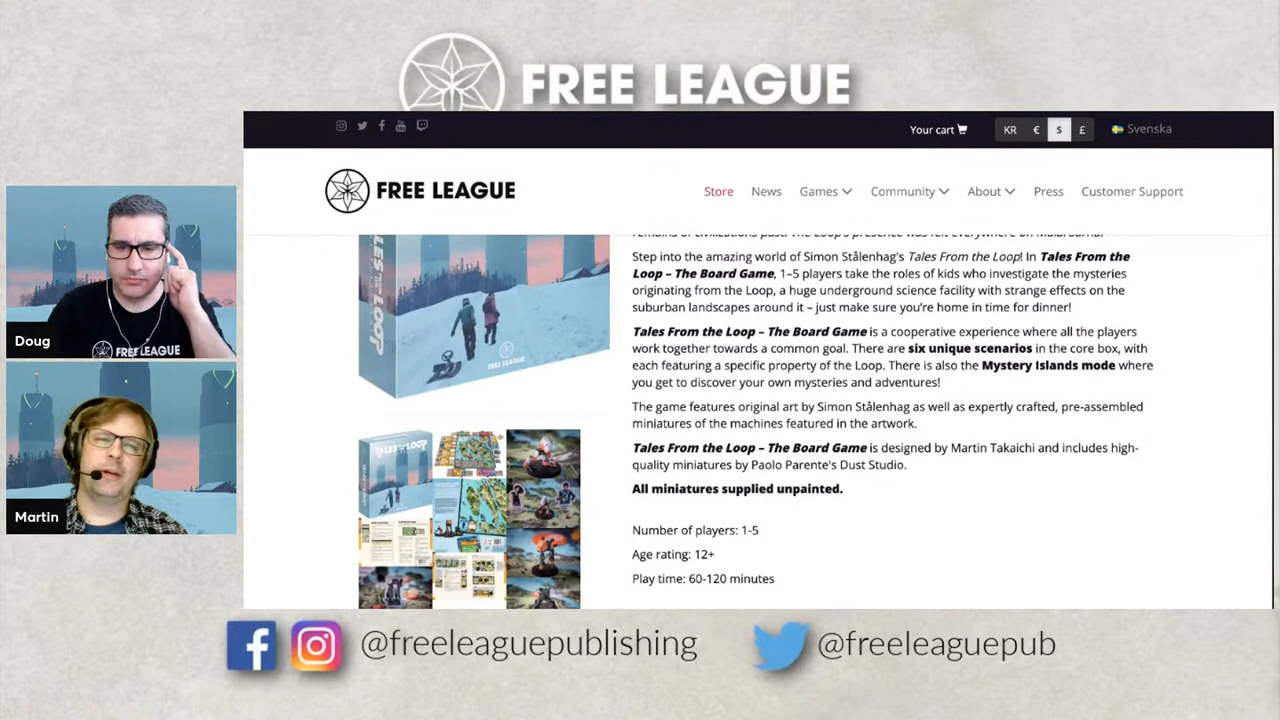 FREE LEAGUE
Your cart
KR € $ £
Svenska
FREE LEAGUE
Store News Games Community About Press Customer Support
Step into the amazing world of Simon Stålenhag's Tales From the Loop! In Tales From the
Loop – The Board Game, 1–5 players take the roles of kids who investigate the mysteries
originating from the Loop, a huge underground science facility with strange effects on the
suburban landscapes around it – just make sure you're home in time for dinner!
Tales From the Loop – The Board Game is a cooperative experience where all the players
work together towards a common goal. There are six unique scenarios in the core box, with
each featuring a specific property of the Loop. There is also the Mystery Islands mode where
you get to discover your own mysteries and adventures!
The game features original art by Simon Stålenhag as well as expertly crafted, pre-assembled
miniatures of the machines featured in the artwork.
Tales From the Loop – The Board Game is designed by Martin Takaichi and includes high-
quality miniatures by Paolo Parente's Dust Studio.
All miniatures supplied unpainted.
Number of players: 1-5
Age rating: 12+
Play time: 60-120 minutes
TALES FROM THE LOOP
FREE LEAGUE
TALES FROM THE LOOP
Doug
FREE LEAGUE
Martin
@freeleaguepublishing
@freeleaguepub